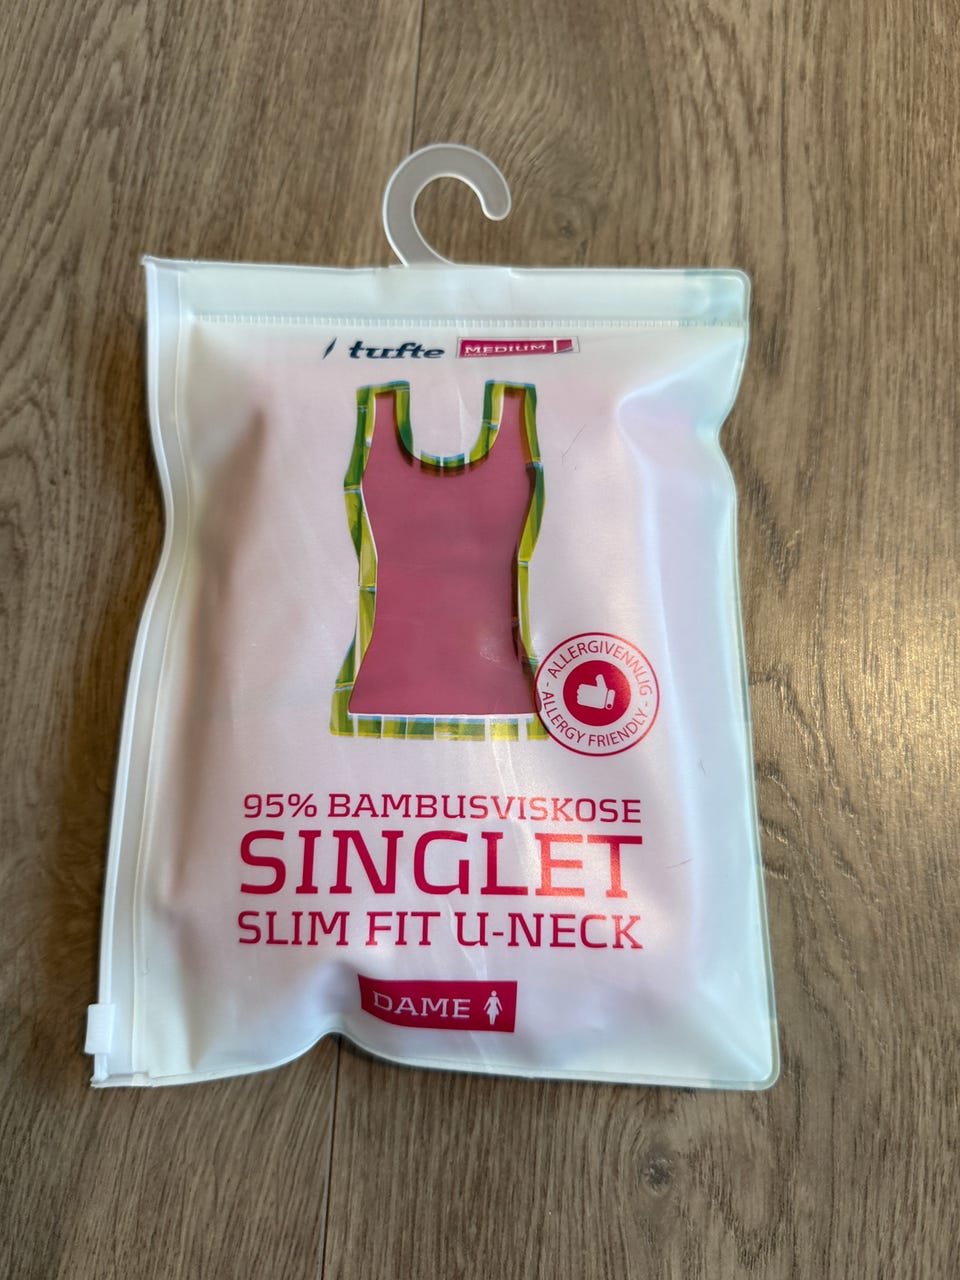 tufte
MEDIUM
- ALLERGIVENNLIG -
ALLERGY FRIENDLY
95% BAMBUSVISKOSE
SINGLET
SLIM FIT U-NECK
DAME